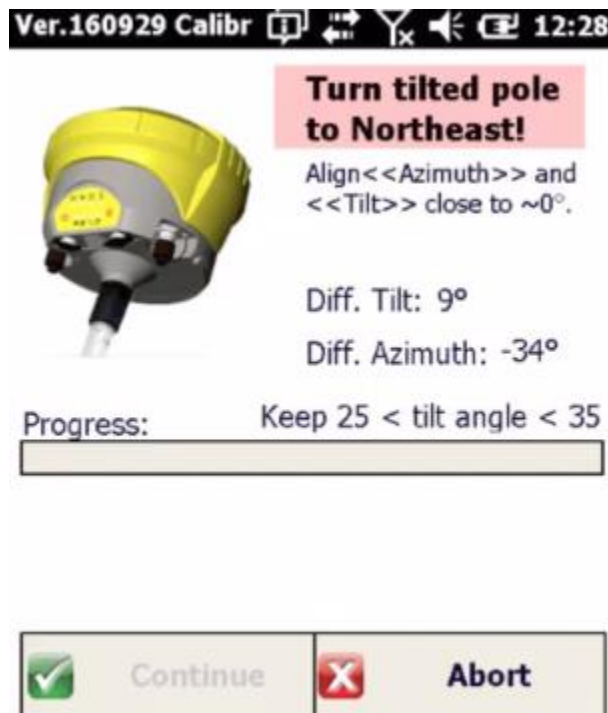 Ver.160929 Calibr 12:28
Turn tilted pole
to Northeast!
Align<<Azimuth>> and
<<Tilt>> close to ~0°.
Diff. Tilt: 9°
Diff. Azimuth: -34°
Progress:
Keep 25 < tilt angle < 35
Continue
Abort